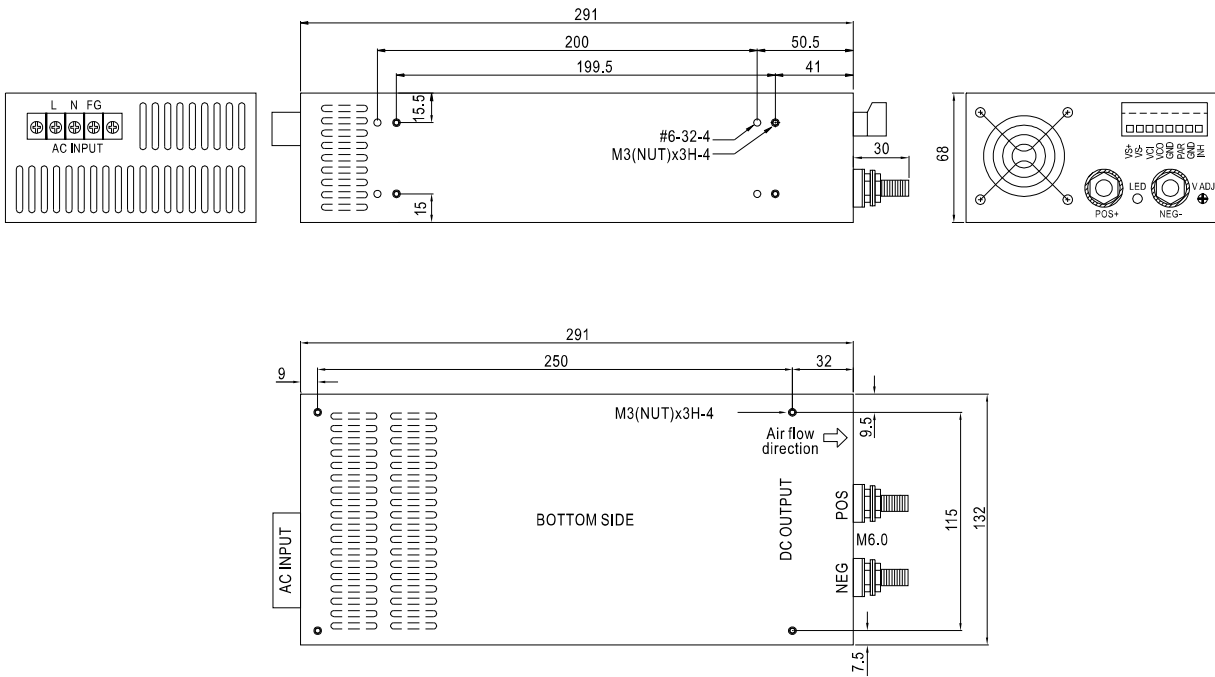 291
200
50.5
199.5
41
15.5
L N FG
AC INPUT
#6-32-4
M3(NUT)x3H-4
30
15
68
VS+
VS-
VCI
VCO
GND
PAR
GND
INH
LED
V ADJ
POS+
NEG-
291
9
250
32
M3(NUT)x3H-4
9.5
Air flow
direction
BOTTOM SIDE
AC INPUT
DC OUTPUT
POS
M6.0
NEG
115
132
7.5